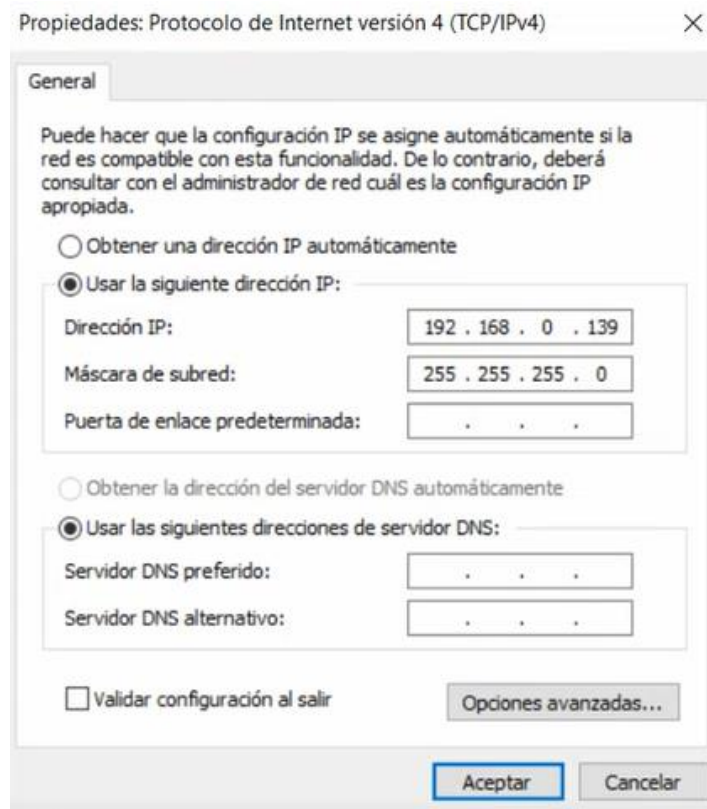 Propiedades: Protocolo de Internet versión 4 (TCP/IPv4)
General
Puede hacer que la configuración IP se asigne automáticamente si la
red es compatible con esta funcionalidad. De lo contrario, deberá
consultar con el administrador de red cuál es la configuración IP
apropiada.
Obtener una dirección IP automáticamente
Usar la siguiente dirección IP:
Dirección IP: 192 . 168 . 0 . 139
Máscara de subred: 255 . 255 . 255 . 0
Puerta de enlace predeterminada: . . .
Obtener la dirección del servidor DNS automáticamente
Usar las siguientes direcciones de servidor DNS:
Servidor DNS preferido: . . .
Servidor DNS alternativo: . . .
Validar configuración al salir Opciones avanzadas...
Aceptar Cancelar